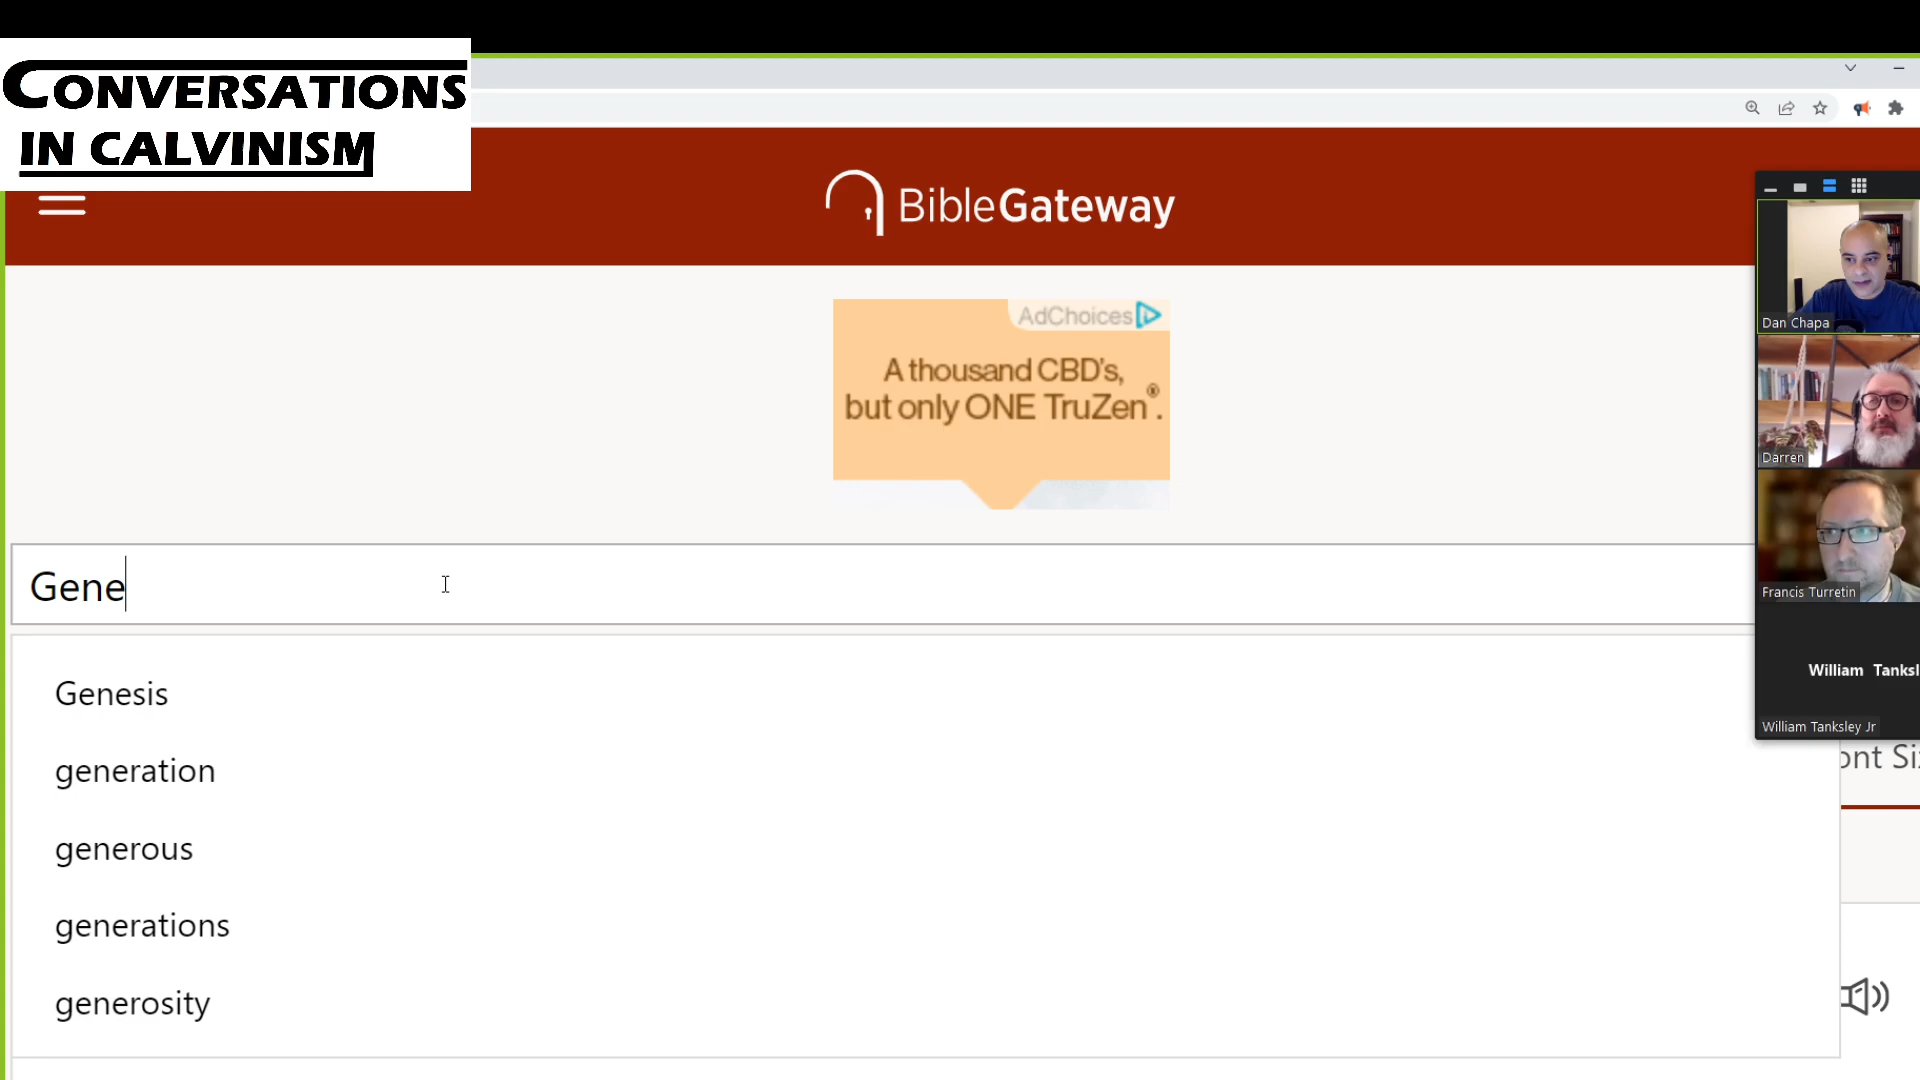 CONVERSATIONS
IN CALVINISM
BibleGateway
AdChoices
A thousand CBD's,
but only ONE TruZen®.
Dan Chapa
Darren
Gene
Francis Turretin
Genesis
William Tanksl
William Tanksley Jr
ont Siz
generation
generous
generations
generosity